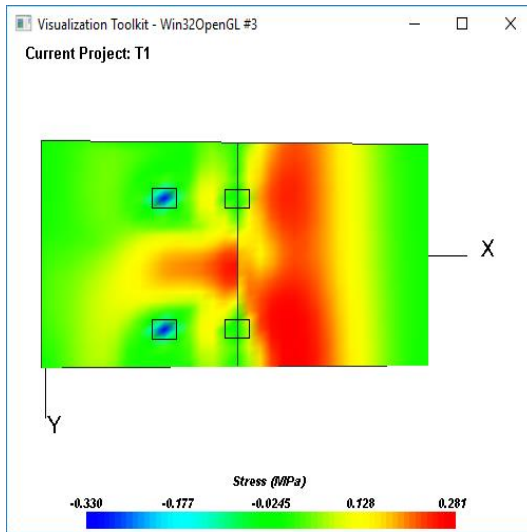 Visualization Toolkit - Win32OpenGL #3
Current Project: T1
X
Y
Stress (MPa)
-0.330 -0.177 -0.0245 0.128 0.281